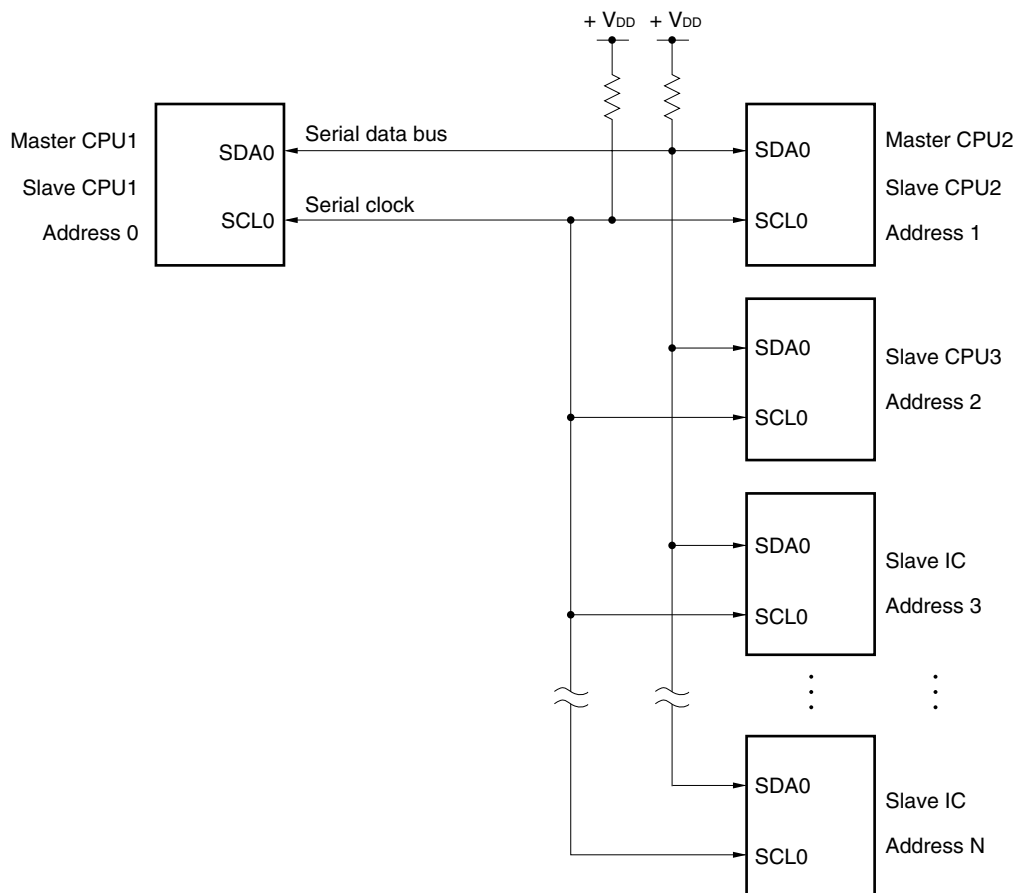 + VDD
+ VDD
Master CPU1
Slave CPU1
Address 0
SDA0
SCL0
Serial data bus
Serial clock
SDA0
SCL0
Master CPU2
Slave CPU2
Address 1
SDA0
SCL0
Slave CPU3
Address 2
SDA0
SCL0
Slave IC
Address 3
SDA0
SCL0
Slave IC
Address N